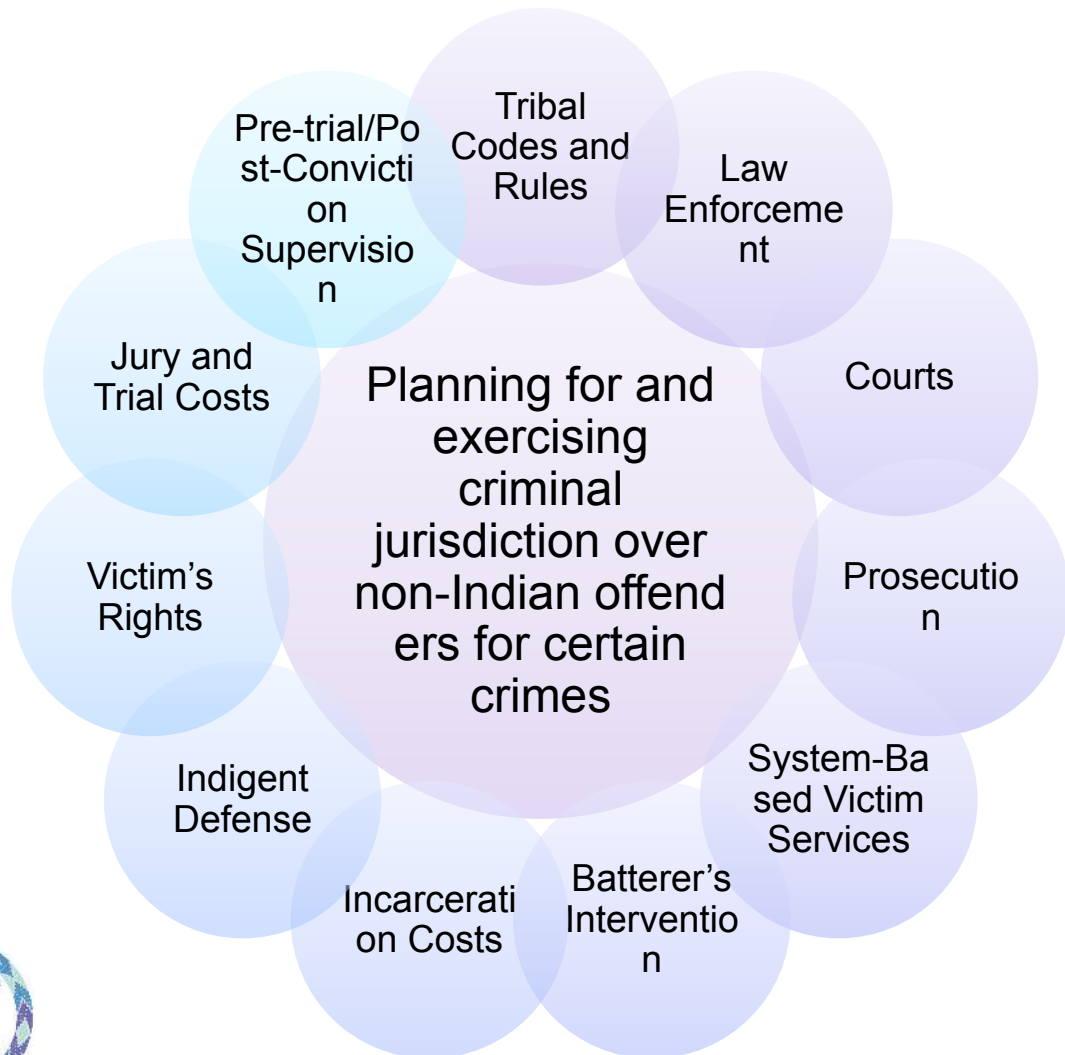 Tribal
Codes and
Rules
Law
Enforceme
nt
Courts
Prosecutio
n
System-Ba
sed Victim
Services
Batterer’s
Interventio
n
Incarcerati
on Costs
Indigent
Defense
Victim’s
Rights
Jury and
Trial Costs
Pre-trial/Po
st-Convicti
on
Supervisio
n
Planning for and
exercising
criminal
jurisdiction over
non-Indian offend
ers for certain
crimes